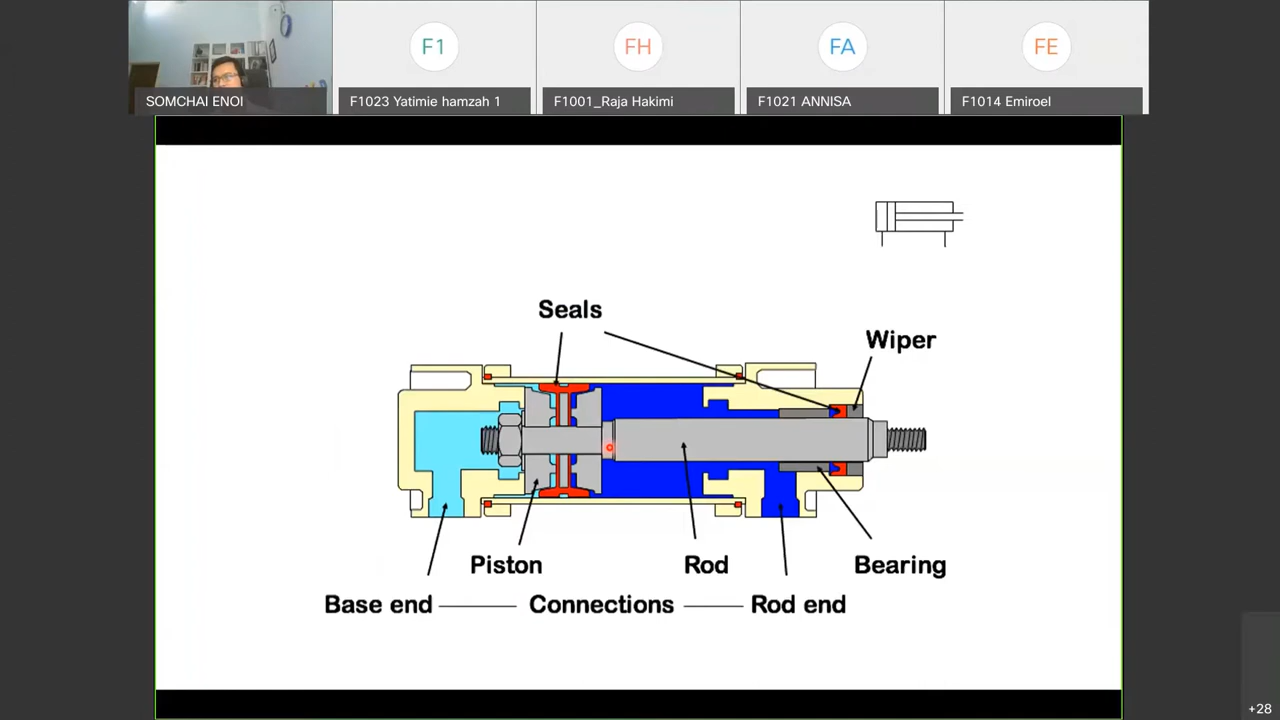 F1
FH
FA
FE
SOMCHAI ENOI
F1023 Yatimie hamzah 1
F1001_Raja Hakimi
F1021 ANNISA
F1014 Emiroel
Seals
Wiper
Piston
Rod
Bearing
Base end
Connections
Rod end
+28